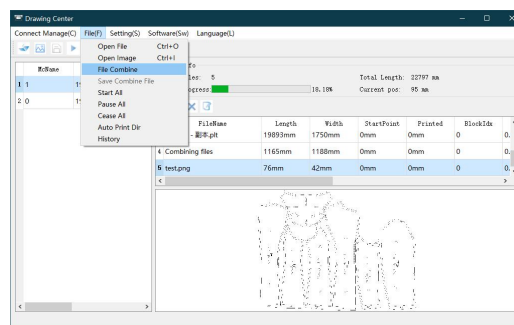 Drawing Center
Connect Manage(C) File(F) Setting(S) Software(Sw) Language(L)
Open File Ctrl+O
Open Image Ctrl+I
File Combine
Save Combine File
Start All
Pause All
Cease All
Auto Print Dir
History
McName
1 1
2 0
les: 5 Total Length: 22797 mm
ogress: 18.18% Current pos: 95 mm
FileName Length Width StartPoint Printed BlockIdx
- 副本.plt 19893mm 1750mm 0mm 0mm 0 0.
4 Combining files 1165mm 1188mm 0mm 0mm 0 0.
5 test.png 76mm 42mm 0mm 0mm 0 0.